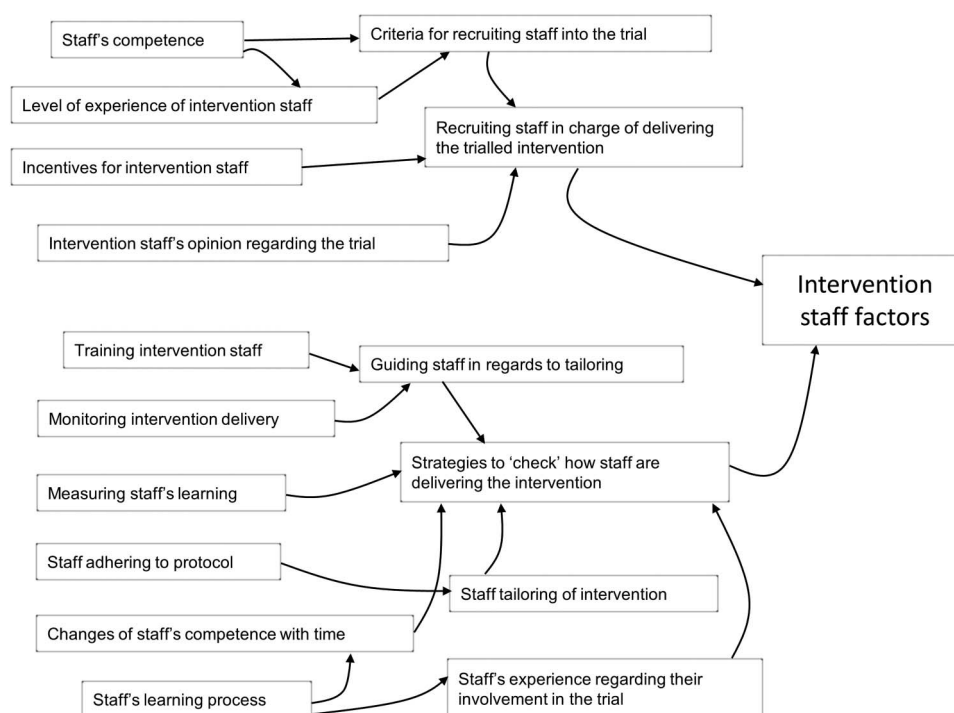 Staff's competence
Criteria for recruiting staff into the trial
Level of experience of intervention staff
Recruiting staff in charge of delivering
the trialled intervention
Incentives for intervention staff
Intervention staff's opinion regarding the trial
Intervention
staff factors
Training intervention staff
Guiding staff in regards to tailoring
Monitoring intervention delivery
Strategies to ‘check’ how staff are
delivering the intervention
Measuring staff's learning
Staff adhering to protocol
Staff tailoring of intervention
Changes of staff's competence with time
Staff's experience regarding their
involvement in the trial
Staff's learning process